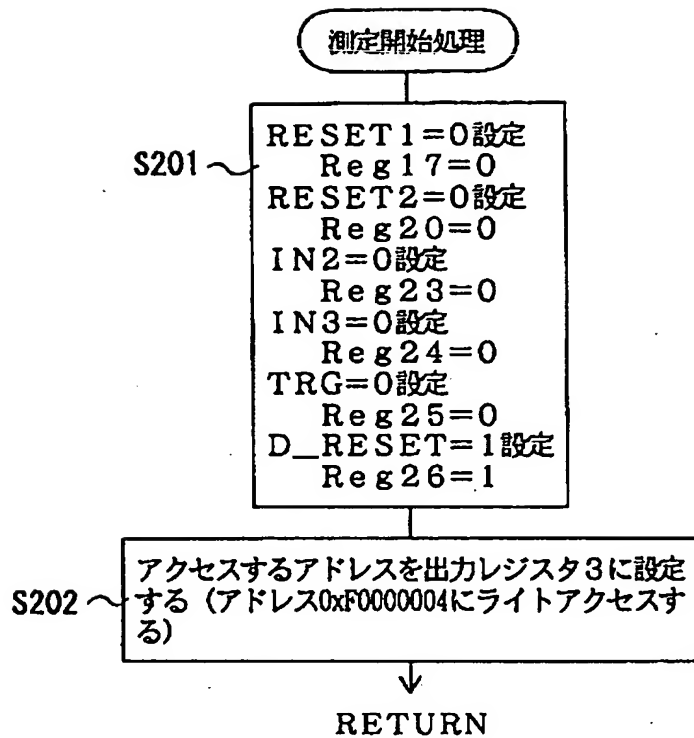 測定開始処理
S201
RESET1=0設定
Reg17=0
RESET2=0設定
Reg20=0
IN2=0設定
Reg23=0
IN3=0設定
Reg24=0
TRG=0設定
Reg25=0
D_RESET=1設定
Reg26=1
S202
アクセスするアドレスを出力レジスタ3に設定
する(アドレス0xF0000004にライトアクセスす
る)
RETURN